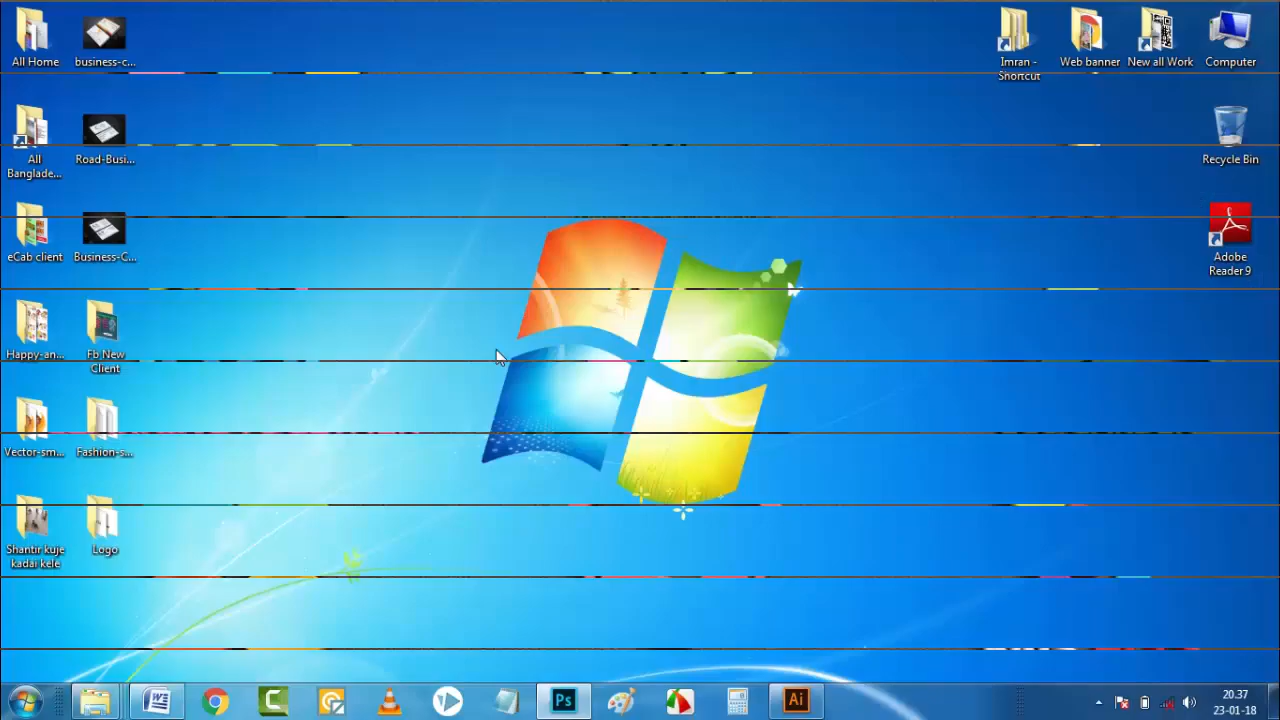 All Home
business-c...
Imran -
Shortcut
Web banner
New all Work
Computer
All
Banglade...
Road-Busi...
Recycle Bin
eCab client
Business-C...
Adobe
Reader 9
Happy-an...
Fb New
Client
Vector-sm...
Fashion-s...
Shantir kuje
kadai kele
Logo
W
C
Ps
Ai
20.37
23-01-18